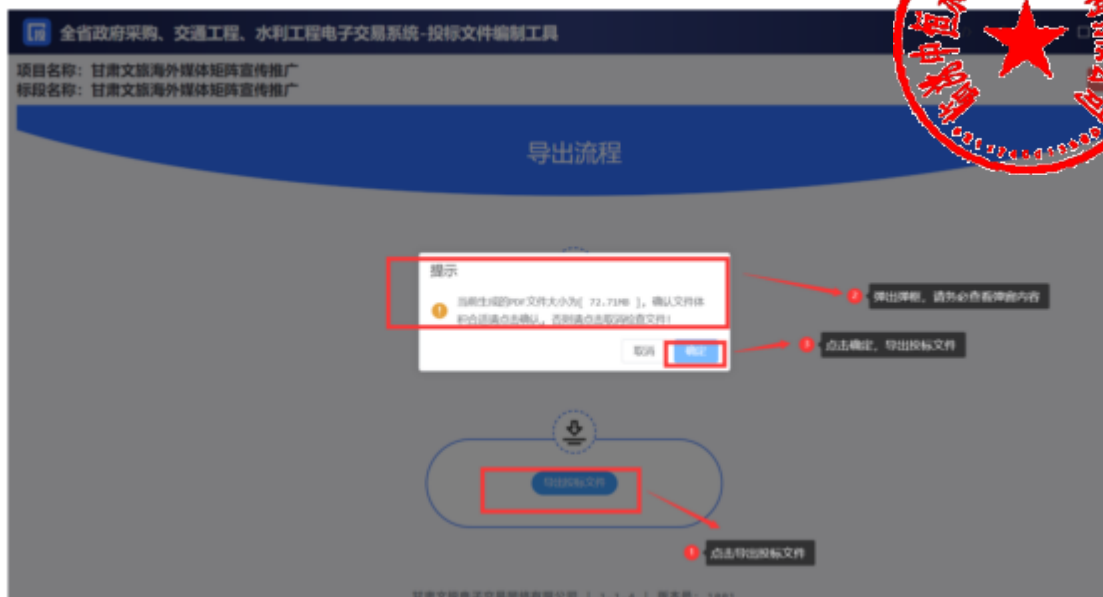 全省政府采购、交通工程、水利工程电子交易系统-投标文件编制工具
项目名称：甘肃文旅海外媒体矩阵宣传推广
标段名称：甘肃文旅海外媒体矩阵宣传推广
导出流程
提示
当前生成的PDF文件大小为[ 72.71MB ]，确认文件体
积合适请点击确认，否则请点击取消检查文件！
取消 确定
2 弹出弹框，请务必查看弹窗内容
3 点击确定，导出投标文件
导出投标文件
1 点击导出投标文件